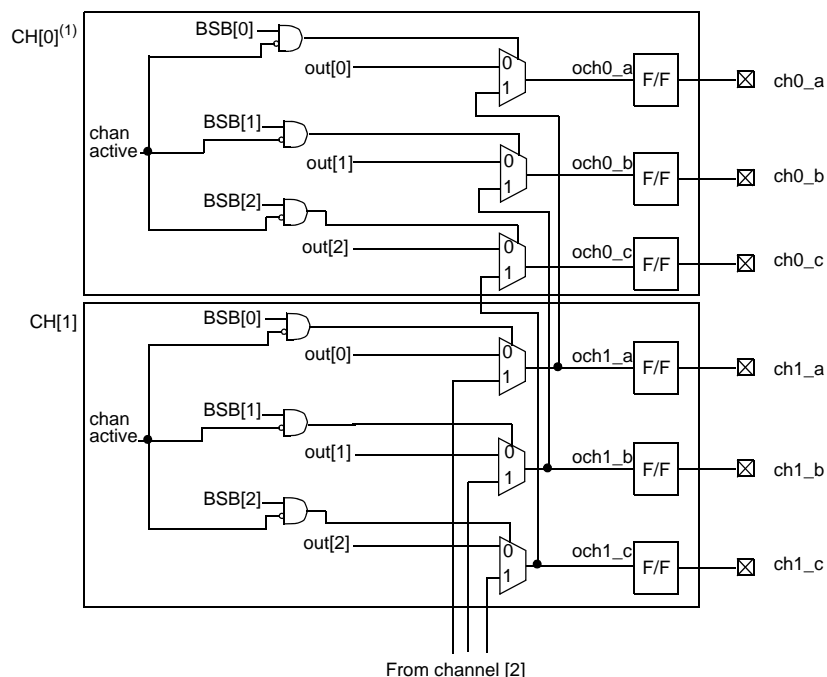 CH[0](1)
BSB[0]
out[0]
0
1
och0_a
F/F
ch0_a
chan
active
BSB[1]
out[1]
0
1
och0_b
F/F
ch0_b
BSB[2]
out[2]
0
1
och0_c
F/F
ch0_c
CH[1]
BSB[0]
out[0]
0
1
och1_a
F/F
ch1_a
chan
active
BSB[1]
out[1]
0
1
och1_b
F/F
ch1_b
BSB[2]
out[2]
0
1
och1_c
F/F
ch1_c
From channel [2]